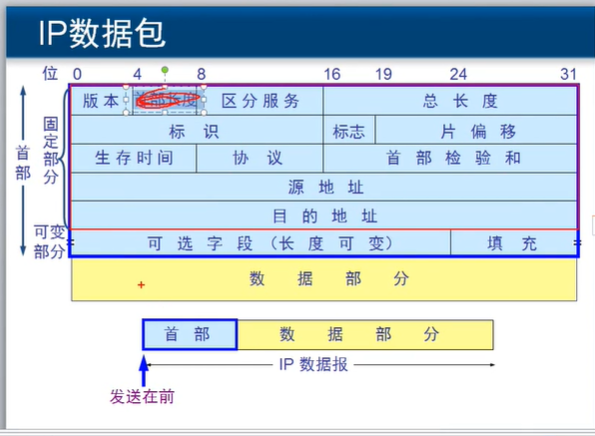 IP数据包
位 0 4 8 16 19 24 31
版本 区分服务 总长度
标识 标志 片偏移
生存时间 协议 首部检验和
源地址
目的地址
可选字段（长度可变） 填充
数据部分
首部
固定部分
可变部分
首部 数据部分
IP 数据报
发送在前